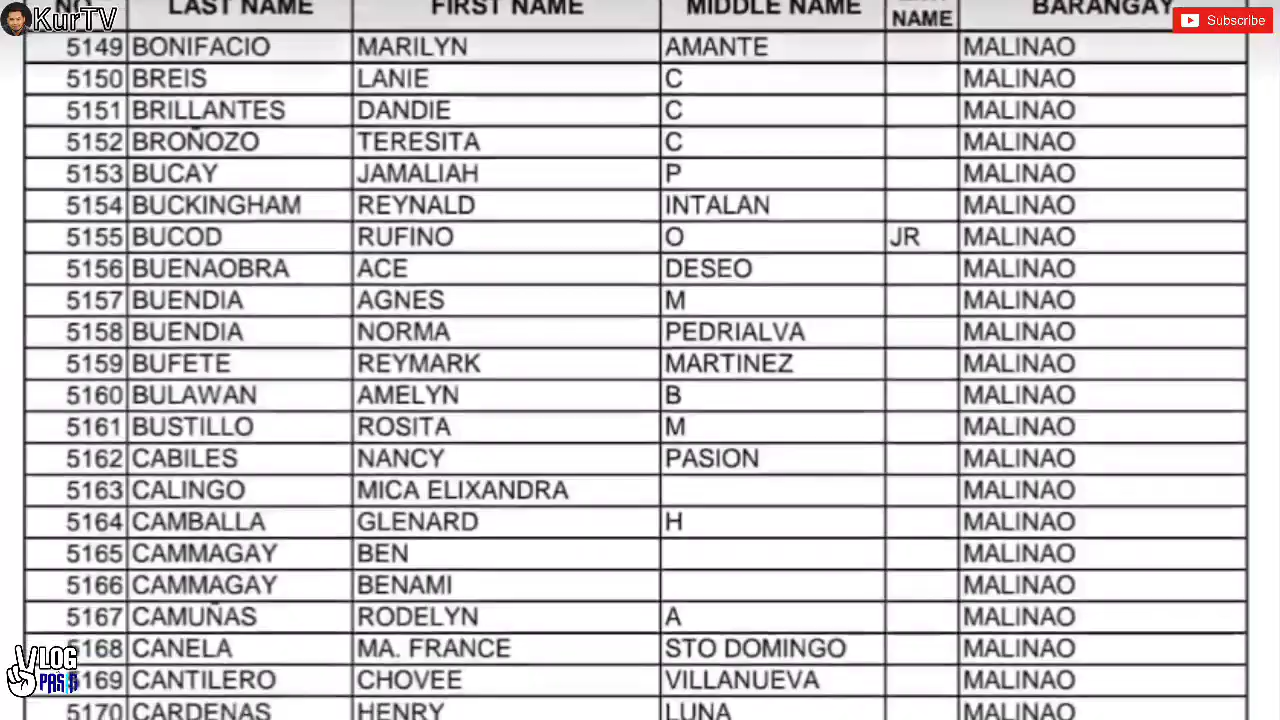 KurTV
NO. LAST NAME FIRST NAME MIDDLE NAME EXT NAME BARANGAY
Subscribe
5149 BONIFACIO MARILYN AMANTE MALINAO
5150 BREIS LANIE C MALINAO
5151 BRILLANTES DANDIE C MALINAO
5152 BROÑOZO TERESITA C MALINAO
5153 BUCAY JAMALIAH P MALINAO
5154 BUCKINGHAM REYNALD INTALAN MALINAO
5155 BUCOD RUFINO O JR MALINAO
5156 BUENAOBRA ACE DESEO MALINAO
5157 BUENDIA AGNES M MALINAO
5158 BUENDIA NORMA PEDRIALVA MALINAO
5159 BUFETE REYMARK MARTINEZ MALINAO
5160 BULAWAN AMELYN B MALINAO
5161 BUSTILLO ROSITA M MALINAO
5162 CABILES NANCY PASION MALINAO
5163 CALINGO MICA ELIXANDRA MALINAO
5164 CAMBALLA GLENARD H MALINAO
5165 CAMMAGAY BEN MALINAO
5166 CAMMAGAY BENAMI MALINAO
5167 CAMUÑAS RODELYN A MALINAO
5168 CANELA MA. FRANCE STO DOMINGO MALINAO
5169 CANTILERO CHOVEE VILLANUEVA MALINAO
5170 CARDENAS HENRY LUNA MALINAO
VLOG